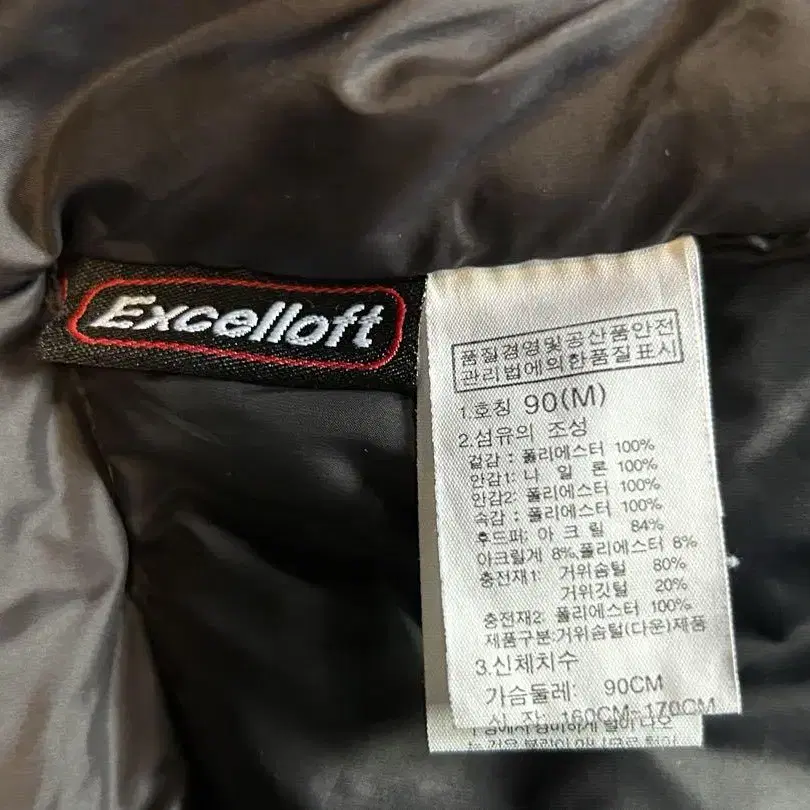 Excelloft
품질경영및공산품안전
관리법에의한품질표시
1.호칭 90(M)
2.섬유의 조성
겉감 : 폴리에스터 100%
안감1: 나 일 론 100%
안감2: 폴리에스터 100%
속감 : 폴리에스터 100%
후드퍼: 아 크 릴 84%
아크릴계 8%,폴리에스터 8%
충전재1: 거위솜털 80%
거위깃털 20%
충전재2: 폴리에스터 100%
제품구분:거위솜털(다운)제품
3.신체치수
가슴둘레: 90CM
신 장: 160CM~170CM